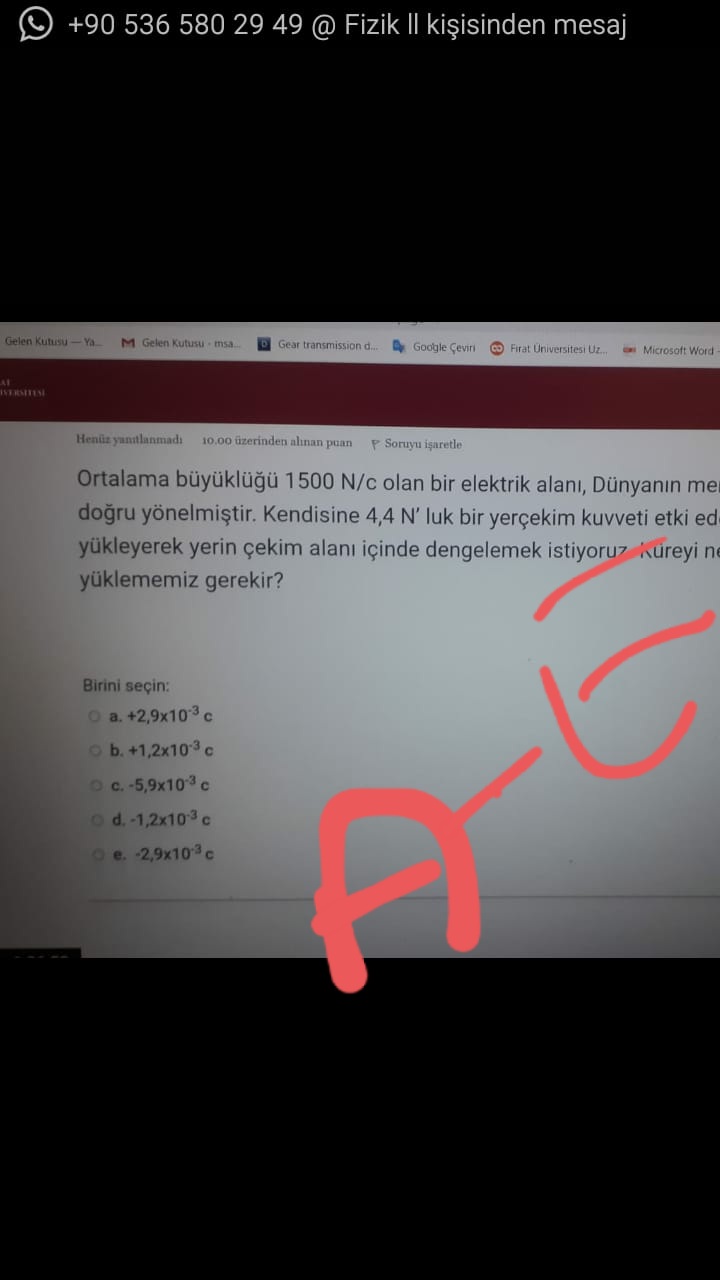 +90 536 580 29 49 @ Fizik II kişisinden mesaj
Gelen Kutusu — Ya... Gelen Kutusu - msa... Gear transmission d... Google Çeviri Fırat Üniversitesi Uz... Microsoft Word -
AT
İVERSİTESİ
Henüz yanıtlanmadı 10.00 üzerinden alınan puan Soruyu işaretle
Ortalama büyüklüğü 1500 N/c olan bir elektrik alanı, Dünyanın me
doğru yönelmiştir. Kendisine 4,4 N' luk bir yerçekim kuvveti etki ed
yükleyerek yerin çekim alanı içinde dengelemek istiyoruz. Küreyi ne
yüklememiz gerekir?
Birini seçin:
a. +2,9x10⁻³ c
b. +1,2x10⁻³ c
c. -5,9x10⁻³ c
d. -1,2x10⁻³ c
e. -2,9x10⁻³ c
A-E